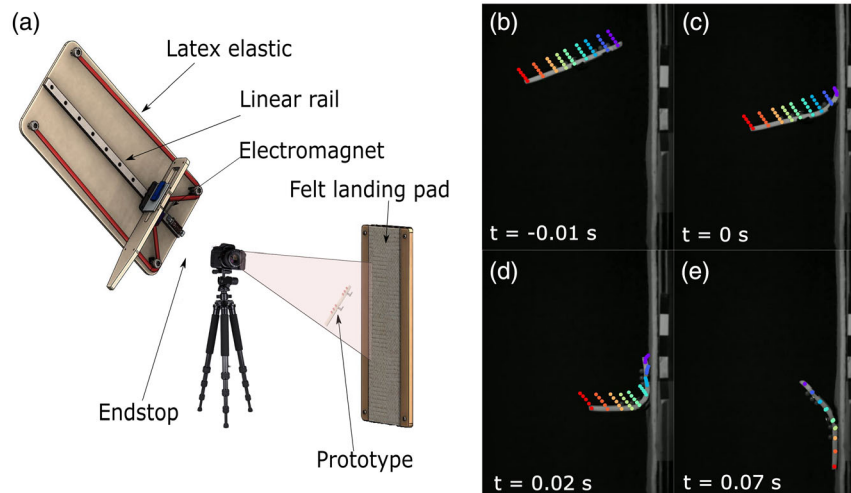 (a)
Latex elastic
Linear rail
Electromagnet
Felt landing pad
Endstop
Prototype
(b)
t = -0.01 s
(c)
t = 0 s
(d)
t = 0.02 s
(e)
t = 0.07 s